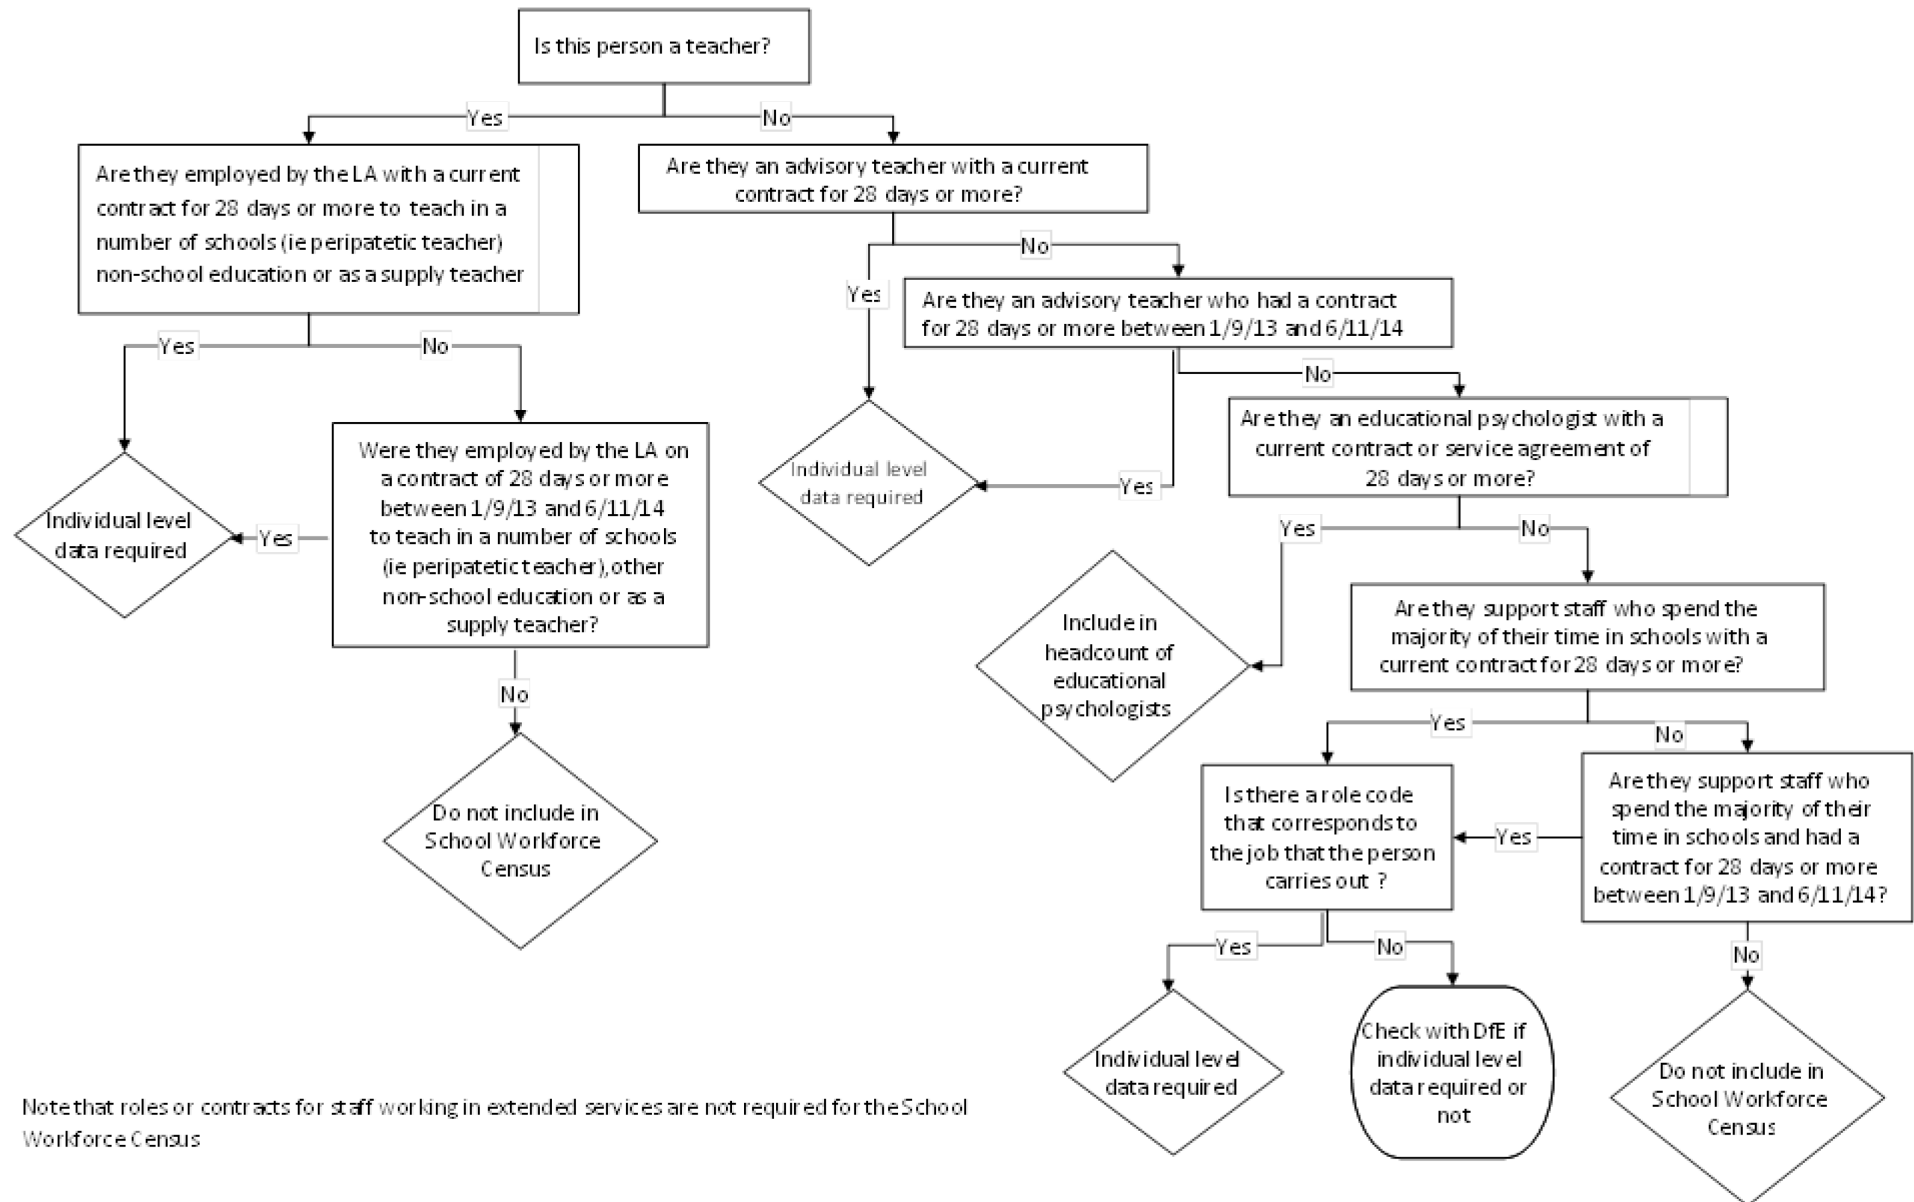 Is this person a teacher?
Yes
No
Are they employed by the LA with a current
contract for 28 days or more to teach in a
number of schools (ie peripatetic teacher)
non-school education or as a supply teacher
Are they an advisory teacher with a current
contract for 28 days or more?
No
Yes
Are they an advisory teacher who had a contract
for 28 days or more between 1/9/13 and 6/11/14
Yes
No
No
Are they an educational psychologist with a
current contract or service agreement of
28 days or more?
Were they employed by the LA on
a contract of 28 days or more
between 1/9/13 and 6/11/14
to teach in a number of schools
(ie peripatetic teacher), other
non-school education or as a
supply teacher?
Individual level
data required
Yes
Individual level
data required
Yes
Yes
No
Include in
headcount of
educational
psychologists
Are they support staff who spend the
majority of their time in schools with a
current contract for 28 days or more?
No
Yes
No
Do not include in
School Workforce
Census
Is there a role code
that corresponds to
the job that the person
carries out ?
Yes
Are they support staff who
spend the majority of their
time in schools and had a
contract for 28 days or more
between 1/9/13 and 6/11/14?
Yes
No
No
Individual level
data required
Check with DfE if
individual level
data required or
not
Do not include in
School Workforce
Census
Note that roles or contracts for staff working in extended services are not required for the School
Workforce Census